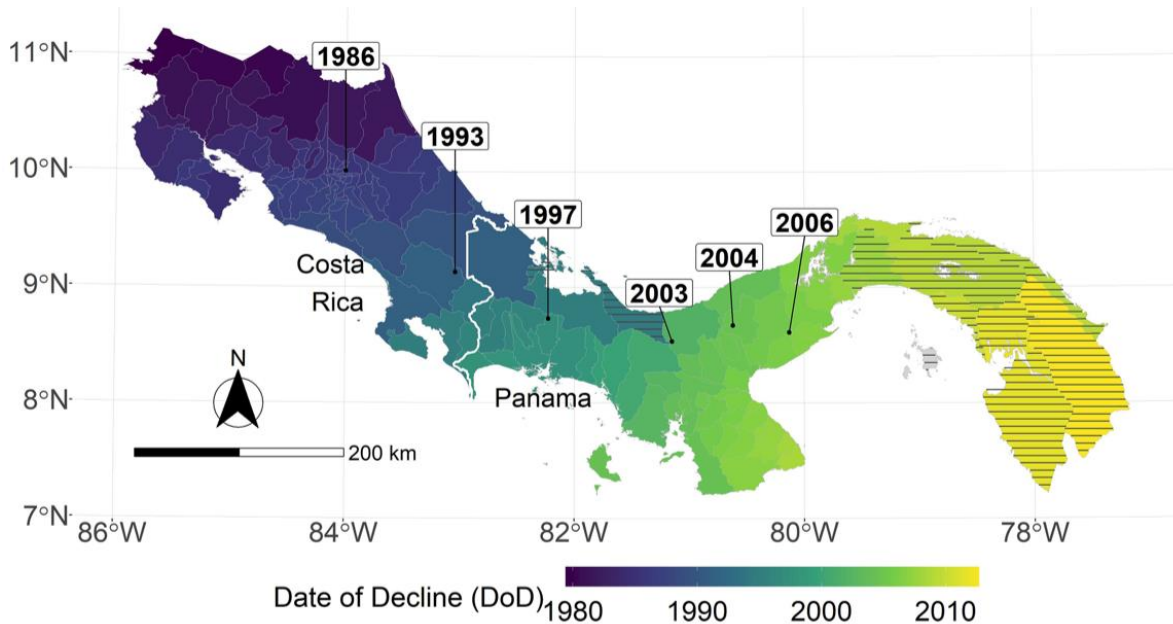 11°N
1986
10°N
1993
1997
2006
9°N
Costa
2004
Rica
2003
N
8°N
Panama
200 km
7°N
86°W 84°W 82°W 80°W 78°W
Date of Decline (DoD)
1980 1990 2000 2010